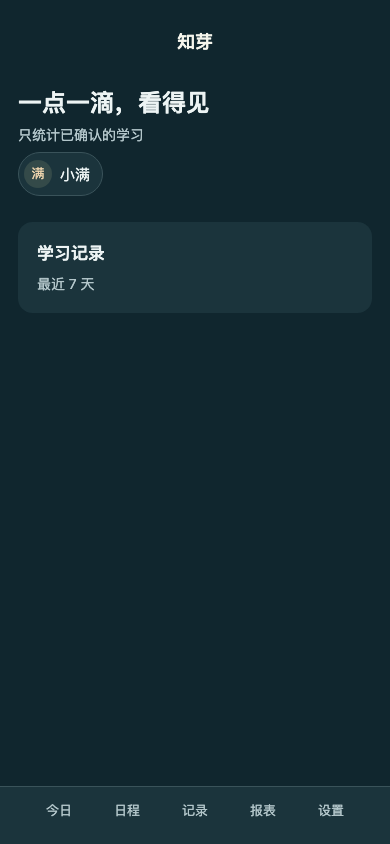 知芽
一点一滴，看得见
只统计已确认的学习
满 小满
学习记录
最近 7 天
今日 日程 记录 报表 设置